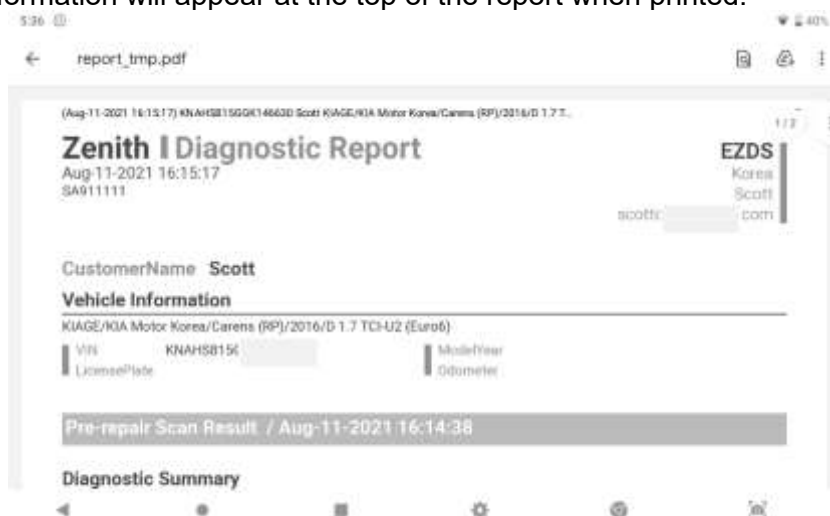 formation will appear at the top of the report when printed.
5:36
40%
report_tmp.pdf
(Aug-11-2021 16:15:17) Scott KIAGE/KIA Motor Korea/Carens (RP)/2016/D 1.7 T..
1/2
Zenith Diagnostic Report
EZDS
Aug-11-2021 16:15:17
Korea
SA911111
Scott
scott com
CustomerName Scott
Vehicle Information
KIAGE/KIA Motor Korea/Carens (RP)/2016/D 1.7 TCI-U2 (Euro6)
VIN KNAHS815 ModelYear
LicensePlate Odometer
Pre-repair Scan Result / Aug-11-2021 16:14:38
Diagnostic Summary